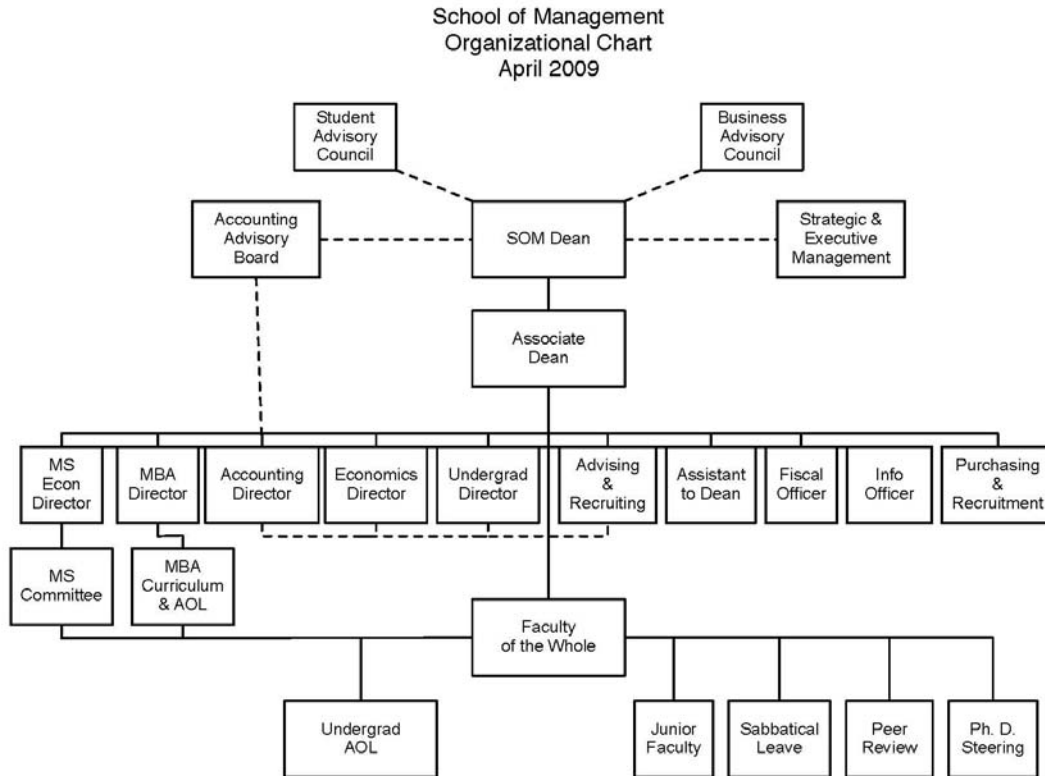 School of Management
Organizational Chart
April 2009
Student
Advisory
Council
Business
Advisory
Council
Accounting
Advisory
Board
SOM Dean
Strategic &
Executive
Management
Associate
Dean
MS
Econ
Director
MBA
Director
Accounting
Director
Economics
Director
Undergrad
Director
Advising
&
Recruiting
Assistant
to Dean
Fiscal
Officer
Info
Officer
Purchasing
&
Recruitment
MS
Committee
MBA
Curriculum
& AOL
Faculty
of the Whole
Undergrad
AOL
Junior
Faculty
Sabbatical
Leave
Peer
Review
Ph. D.
Steering